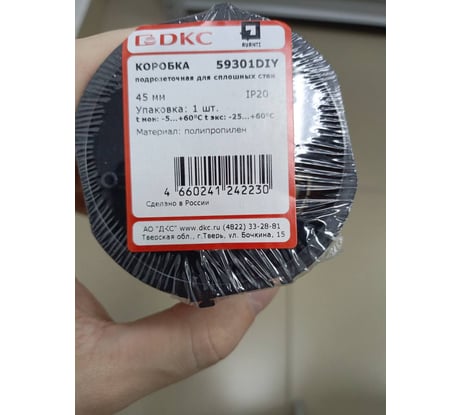 DKC
AVANTI
КОРОБКА 59301DIY
подрозеточная для сплошных стен
45 мм IP20
Упаковка: 1 шт.
t мон: -5...+60°C t экс: -25...+60°C
Материал: полипропилен
4 660241 242230
Сделано в России
АО "ДКС" www.dkc.ru (4822) 33-28-81
Тверская обл., г.Тверь, ул. Бочкина, 15